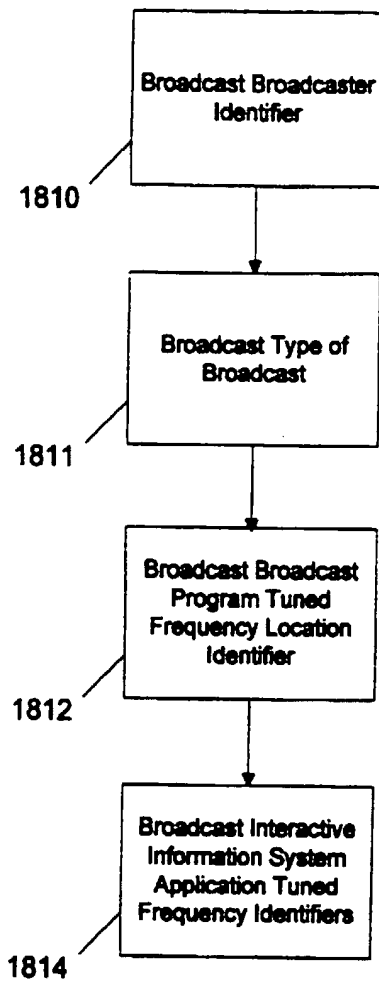 Broadcast Broadcaster
Identifier
1810
Broadcast Type of
Broadcast
1811
Broadcast Broadcast
Program Tuned
Frequency Location
Identifier
1812
Broadcast Interactive
Information System
Application Tuned
Frequency Identifiers
1814